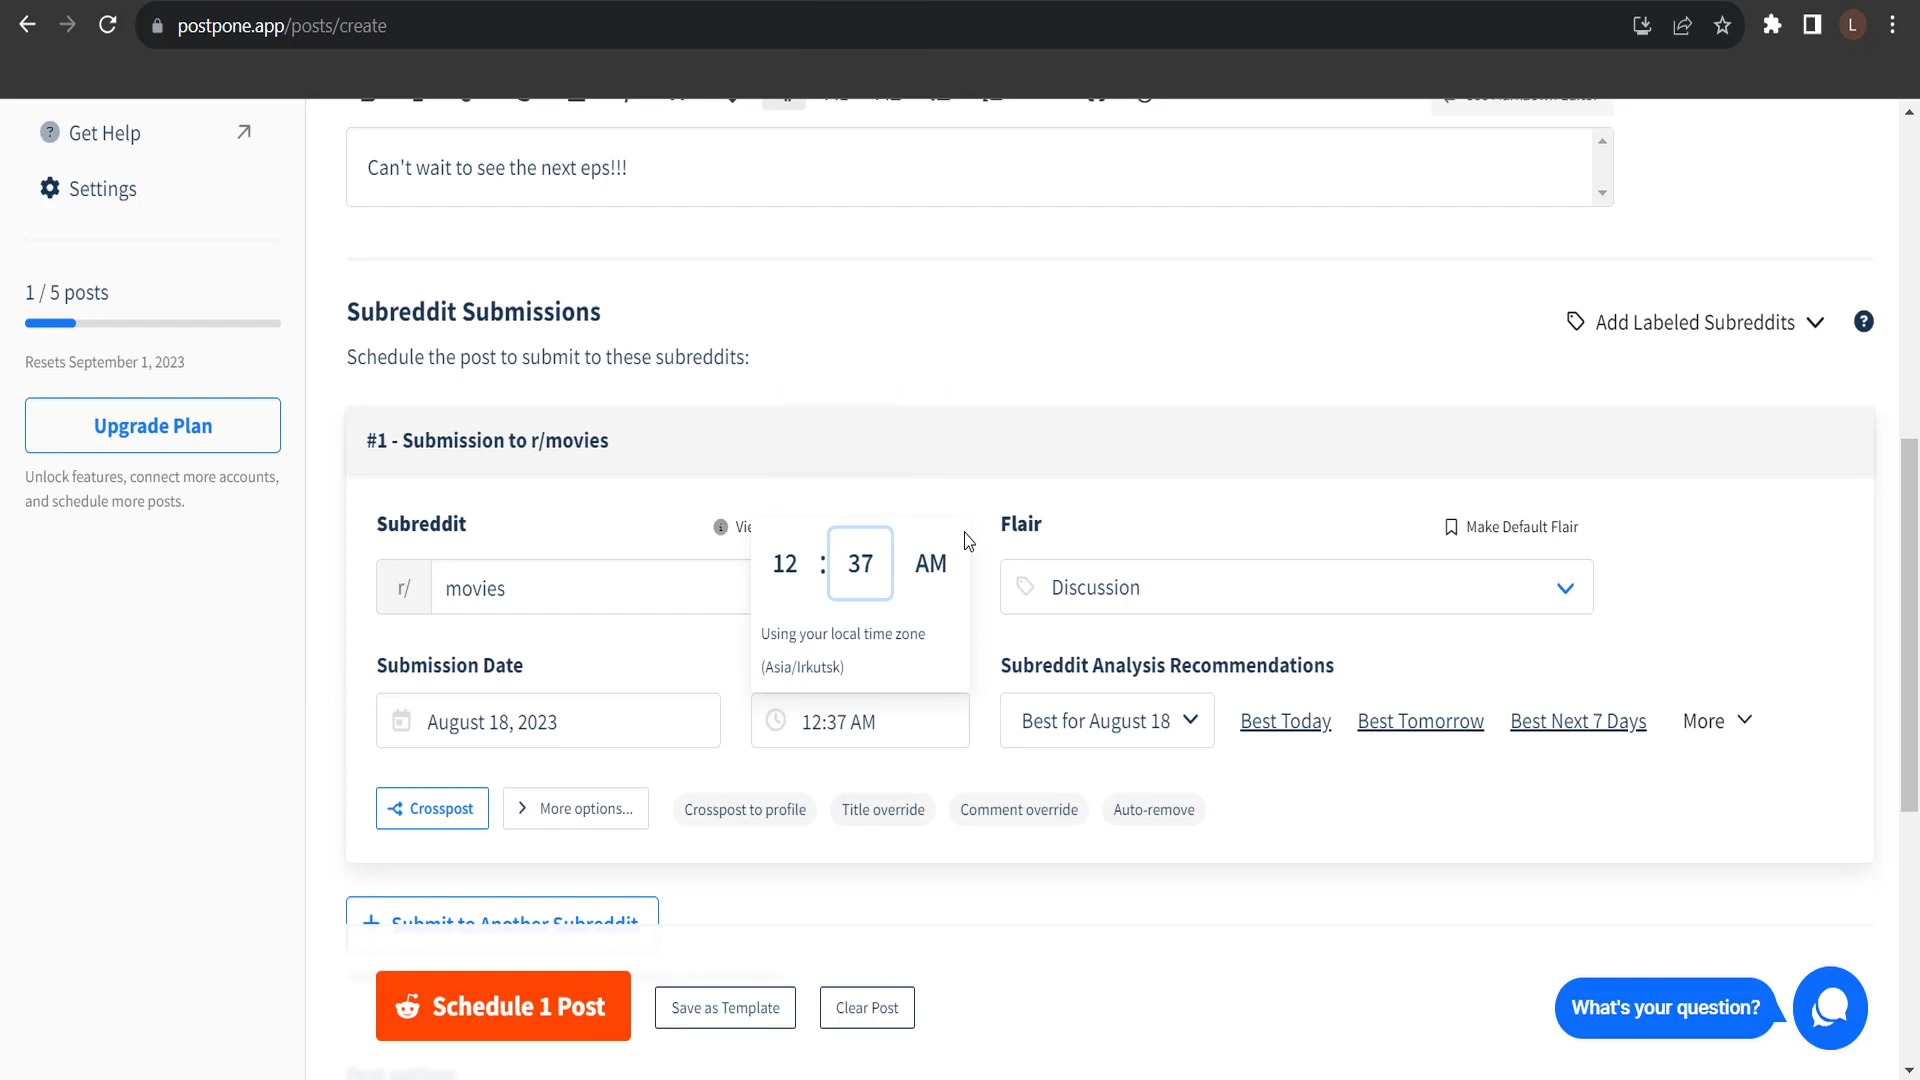 postpone.app/posts/create
L
Get Help
Settings
1 / 5 posts
Resets September 1, 2023
Upgrade Plan
Unlock features, connect more accounts,
and schedule more posts.
Can't wait to see the next eps!!!
Subreddit Submissions
Add Labeled Subreddits
Schedule the post to submit to these subreddits:
#1 - Submission to r/movies
Subreddit
Flair
Make Default Flair
12 : 37 AM
r/ movies
Discussion
Using your local time zone
(Asia/Irkutsk)
Submission Date
Subreddit Analysis Recommendations
August 18, 2023
12:37 AM
Best for August 18
Best Today
Best Tomorrow
Best Next 7 Days
More
Crosspost
More options...
Crosspost to profile
Title override
Comment override
Auto-remove
+ Submit to Another Subreddit
Schedule 1 Post
Save as Template
Clear Post
What's your question?